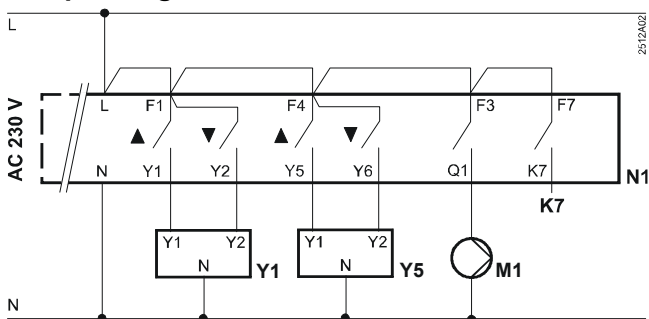 L
2512A02
AC 230 V
L F1 F4 F3 F7
▲ ▼ ▲ ▼
N Y1 Y2 Y5 Y6 Q1 K7
N1
K7
Y1 Y2 Y1 Y2
N Y1 N Y5 M1
N